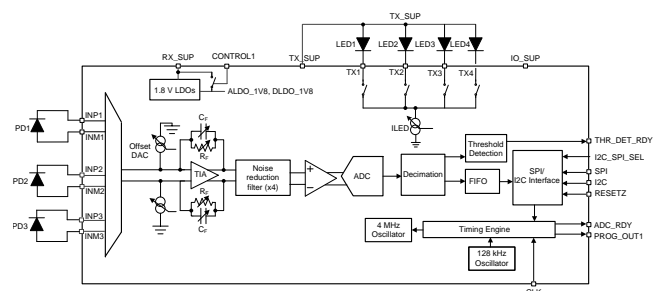 TX_SUP
LED1 LED2 LED3 LED4
RX_SUP CONTROL1 TX_SUP IO_SUP
TX1 TX2 TX3 TX4
1.8 V LDOs
ALDO_1V8, DLDO_1V8
ILED
INP1
PD1
INM1
Offset
DAC
CF
RF
TIA
RF
CF
INP2
PD2
INM2
INP3
PD3
INM3
Noise
reduction
filter (x4)
+
−
ADC
Decimation
Threshold
Detection
FIFO
SPI/
I2C Interface
THR_DET_RDY
I2C_SPI_SEL
SPI
I2C
RESETZ
4 MHz
Oscillator
Timing Engine
ADC_RDY
PROG_OUT1
128 kHz
Oscillator
CLK